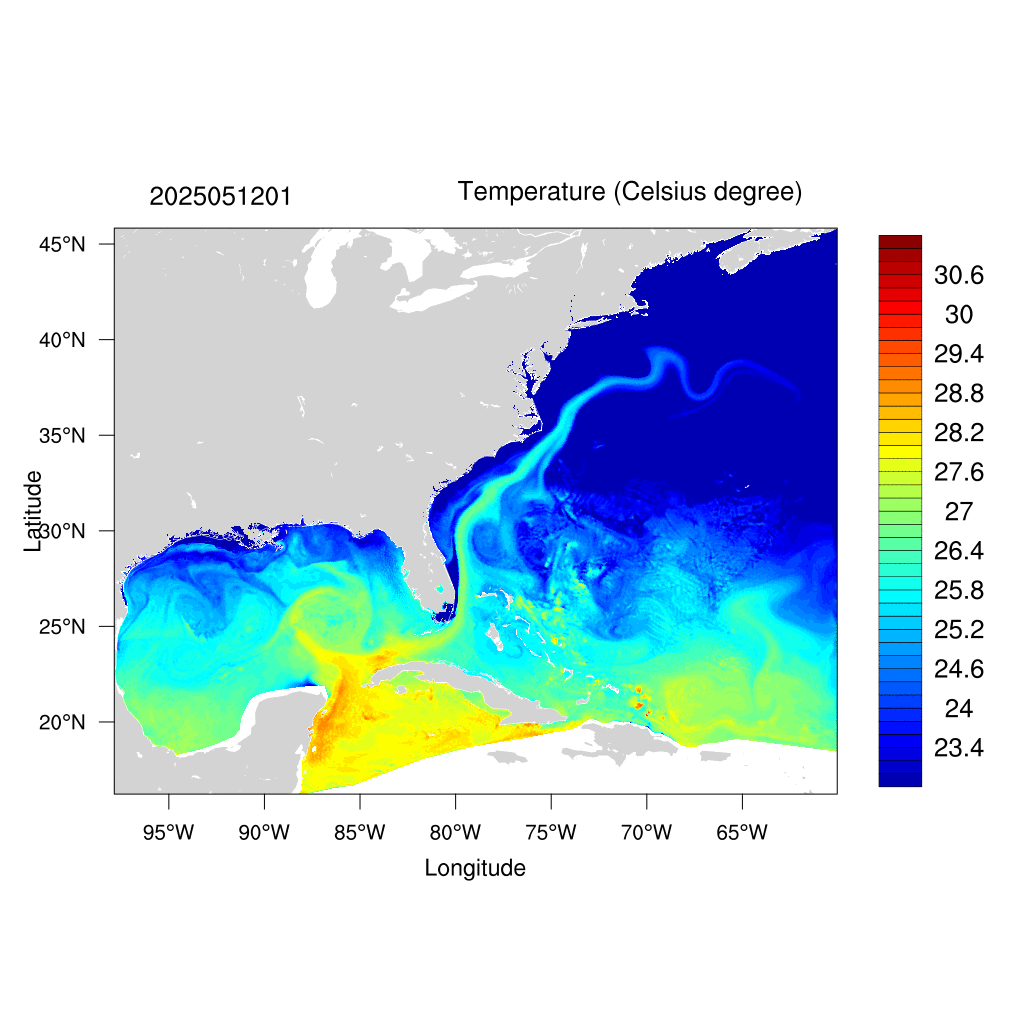 2025051201
Temperature (Celsius degree)
45°N
40°N
35°N
30°N
25°N
20°N
Latitude
95°W
90°W
85°W
80°W
75°W
70°W
65°W
Longitude
30.6
30
29.4
28.8
28.2
27.6
27
26.4
25.8
25.2
24.6
24
23.4